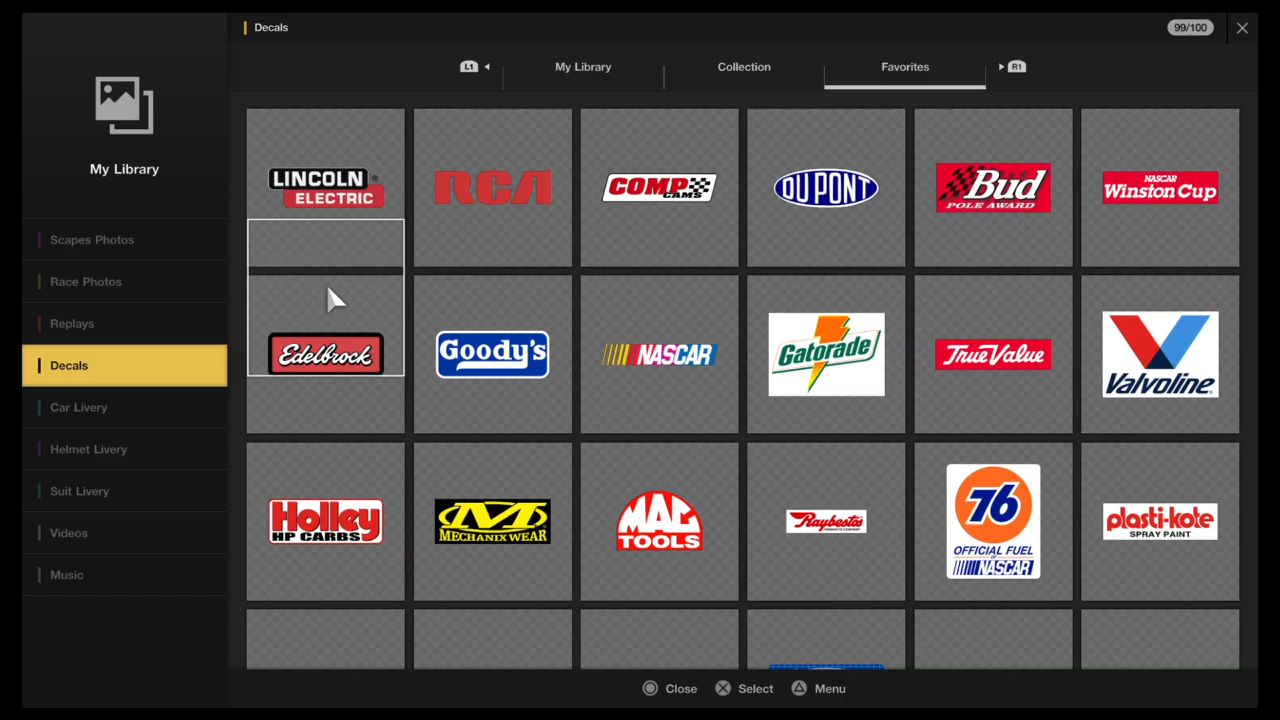 Decals
99/100
My Library
L1
My Library
Collection
Favorites
R1
Scapes Photos
Race Photos
Replays
Decals
Car Livery
Helmet Livery
Suit Livery
Videos
Music
LINCOLN ®
ELECTRIC
RCA
COMP
CAMS
DU PONT
Bud
POLE AWARD
NASCAR
Winston Cup
Edelbrock
Goody's
NASCAR
Gatorade
True Value
Valvoline
Holley
HP CARBS
MECHANIX WEAR
MAC
TOOLS
Raybestos
76
OFFICIAL FUEL
OF
NASCAR
plasti-kote
SPRAY PAINT
Close
Select
Menu